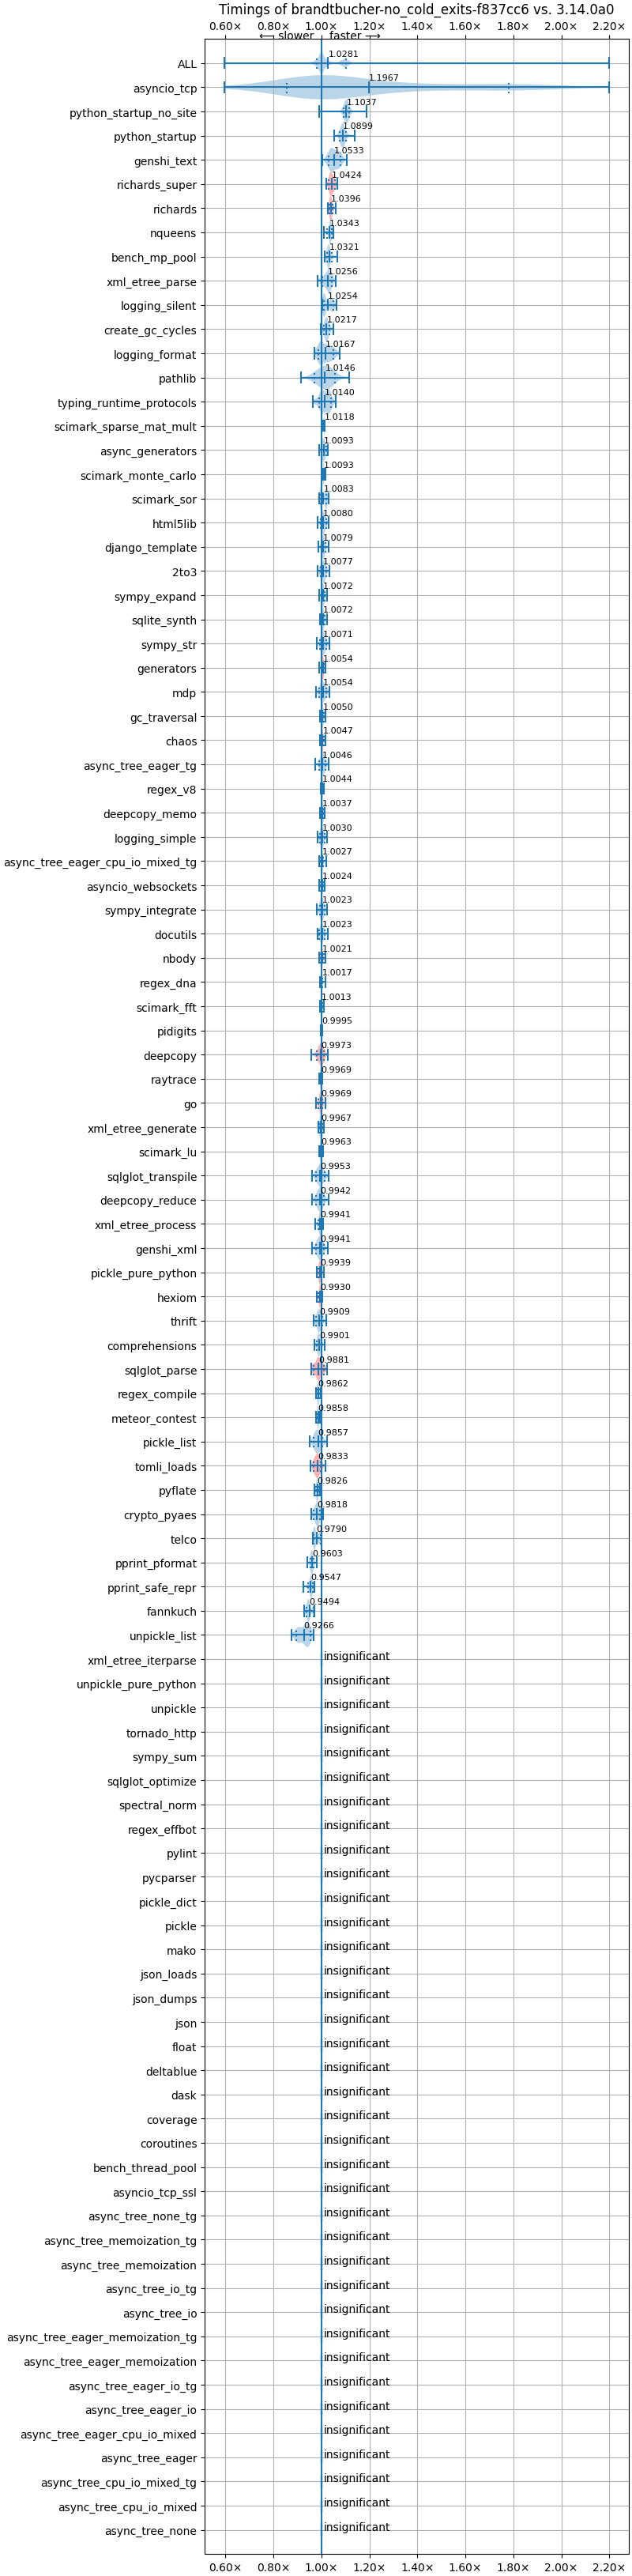 Timings of brandtbucher-no_cold_exits-f837cc6 vs. 3.14.0a0
0.60× 0.80× 1.00× 1.20× 1.40× 1.60× 1.80× 2.00× 2.20×
⟵ slower faster ⟶
ALL 1.0281
asyncio_tcp 1.1967
python_startup_no_site 1.1037
python_startup 1.0899
genshi_text 1.0533
richards_super 1.0424
richards 1.0396
nqueens 1.0343
bench_mp_pool 1.0321
xml_etree_parse 1.0256
logging_silent 1.0254
create_gc_cycles 1.0217
logging_format 1.0167
pathlib 1.0146
typing_runtime_protocols 1.0140
scimark_sparse_mat_mult 1.0118
async_generators 1.0093
scimark_monte_carlo 1.0093
scimark_sor 1.0083
html5lib 1.0080
django_template 1.0079
2to3 1.0077
sympy_expand 1.0072
sqlite_synth 1.0072
sympy_str 1.0071
generators 1.0054
mdp 1.0054
gc_traversal 1.0050
chaos 1.0047
async_tree_eager_tg 1.0046
regex_v8 1.0044
deepcopy_memo 1.0037
logging_simple 1.0030
async_tree_eager_cpu_io_mixed_tg 1.0027
asyncio_websockets 1.0024
sympy_integrate 1.0023
docutils 1.0023
nbody 1.0021
regex_dna 1.0017
scimark_fft 1.0013
pidigits 0.9995
deepcopy 0.9973
raytrace 0.9969
go 0.9969
xml_etree_generate 0.9967
scimark_lu 0.9963
sqlglot_transpile 0.9953
deepcopy_reduce 0.9942
xml_etree_process 0.9941
genshi_xml 0.9941
pickle_pure_python 0.9939
hexiom 0.9930
thrift 0.9909
comprehensions 0.9901
sqlglot_parse 0.9881
regex_compile 0.9862
meteor_contest 0.9858
pickle_list 0.9857
tomli_loads 0.9833
pyflate 0.9826
crypto_pyaes 0.9818
telco 0.9790
pprint_pformat 0.9603
pprint_safe_repr 0.9547
fannkuch 0.9494
unpickle_list 0.9266
xml_etree_iterparse insignificant
unpickle_pure_python insignificant
unpickle insignificant
tornado_http insignificant
sympy_sum insignificant
sqlglot_optimize insignificant
spectral_norm insignificant
regex_effbot insignificant
pylint insignificant
pycparser insignificant
pickle_dict insignificant
pickle insignificant
mako insignificant
json_loads insignificant
json_dumps insignificant
json insignificant
float insignificant
deltablue insignificant
dask insignificant
coverage insignificant
coroutines insignificant
bench_thread_pool insignificant
asyncio_tcp_ssl insignificant
async_tree_none_tg insignificant
async_tree_memoization_tg insignificant
async_tree_memoization insignificant
async_tree_io_tg insignificant
async_tree_io insignificant
async_tree_eager_memoization_tg insignificant
async_tree_eager_memoization insignificant
async_tree_eager_io_tg insignificant
async_tree_eager_io insignificant
async_tree_eager_cpu_io_mixed insignificant
async_tree_eager insignificant
async_tree_cpu_io_mixed_tg insignificant
async_tree_cpu_io_mixed insignificant
async_tree_none insignificant
0.60× 0.80× 1.00× 1.20× 1.40× 1.60× 1.80× 2.00× 2.20×